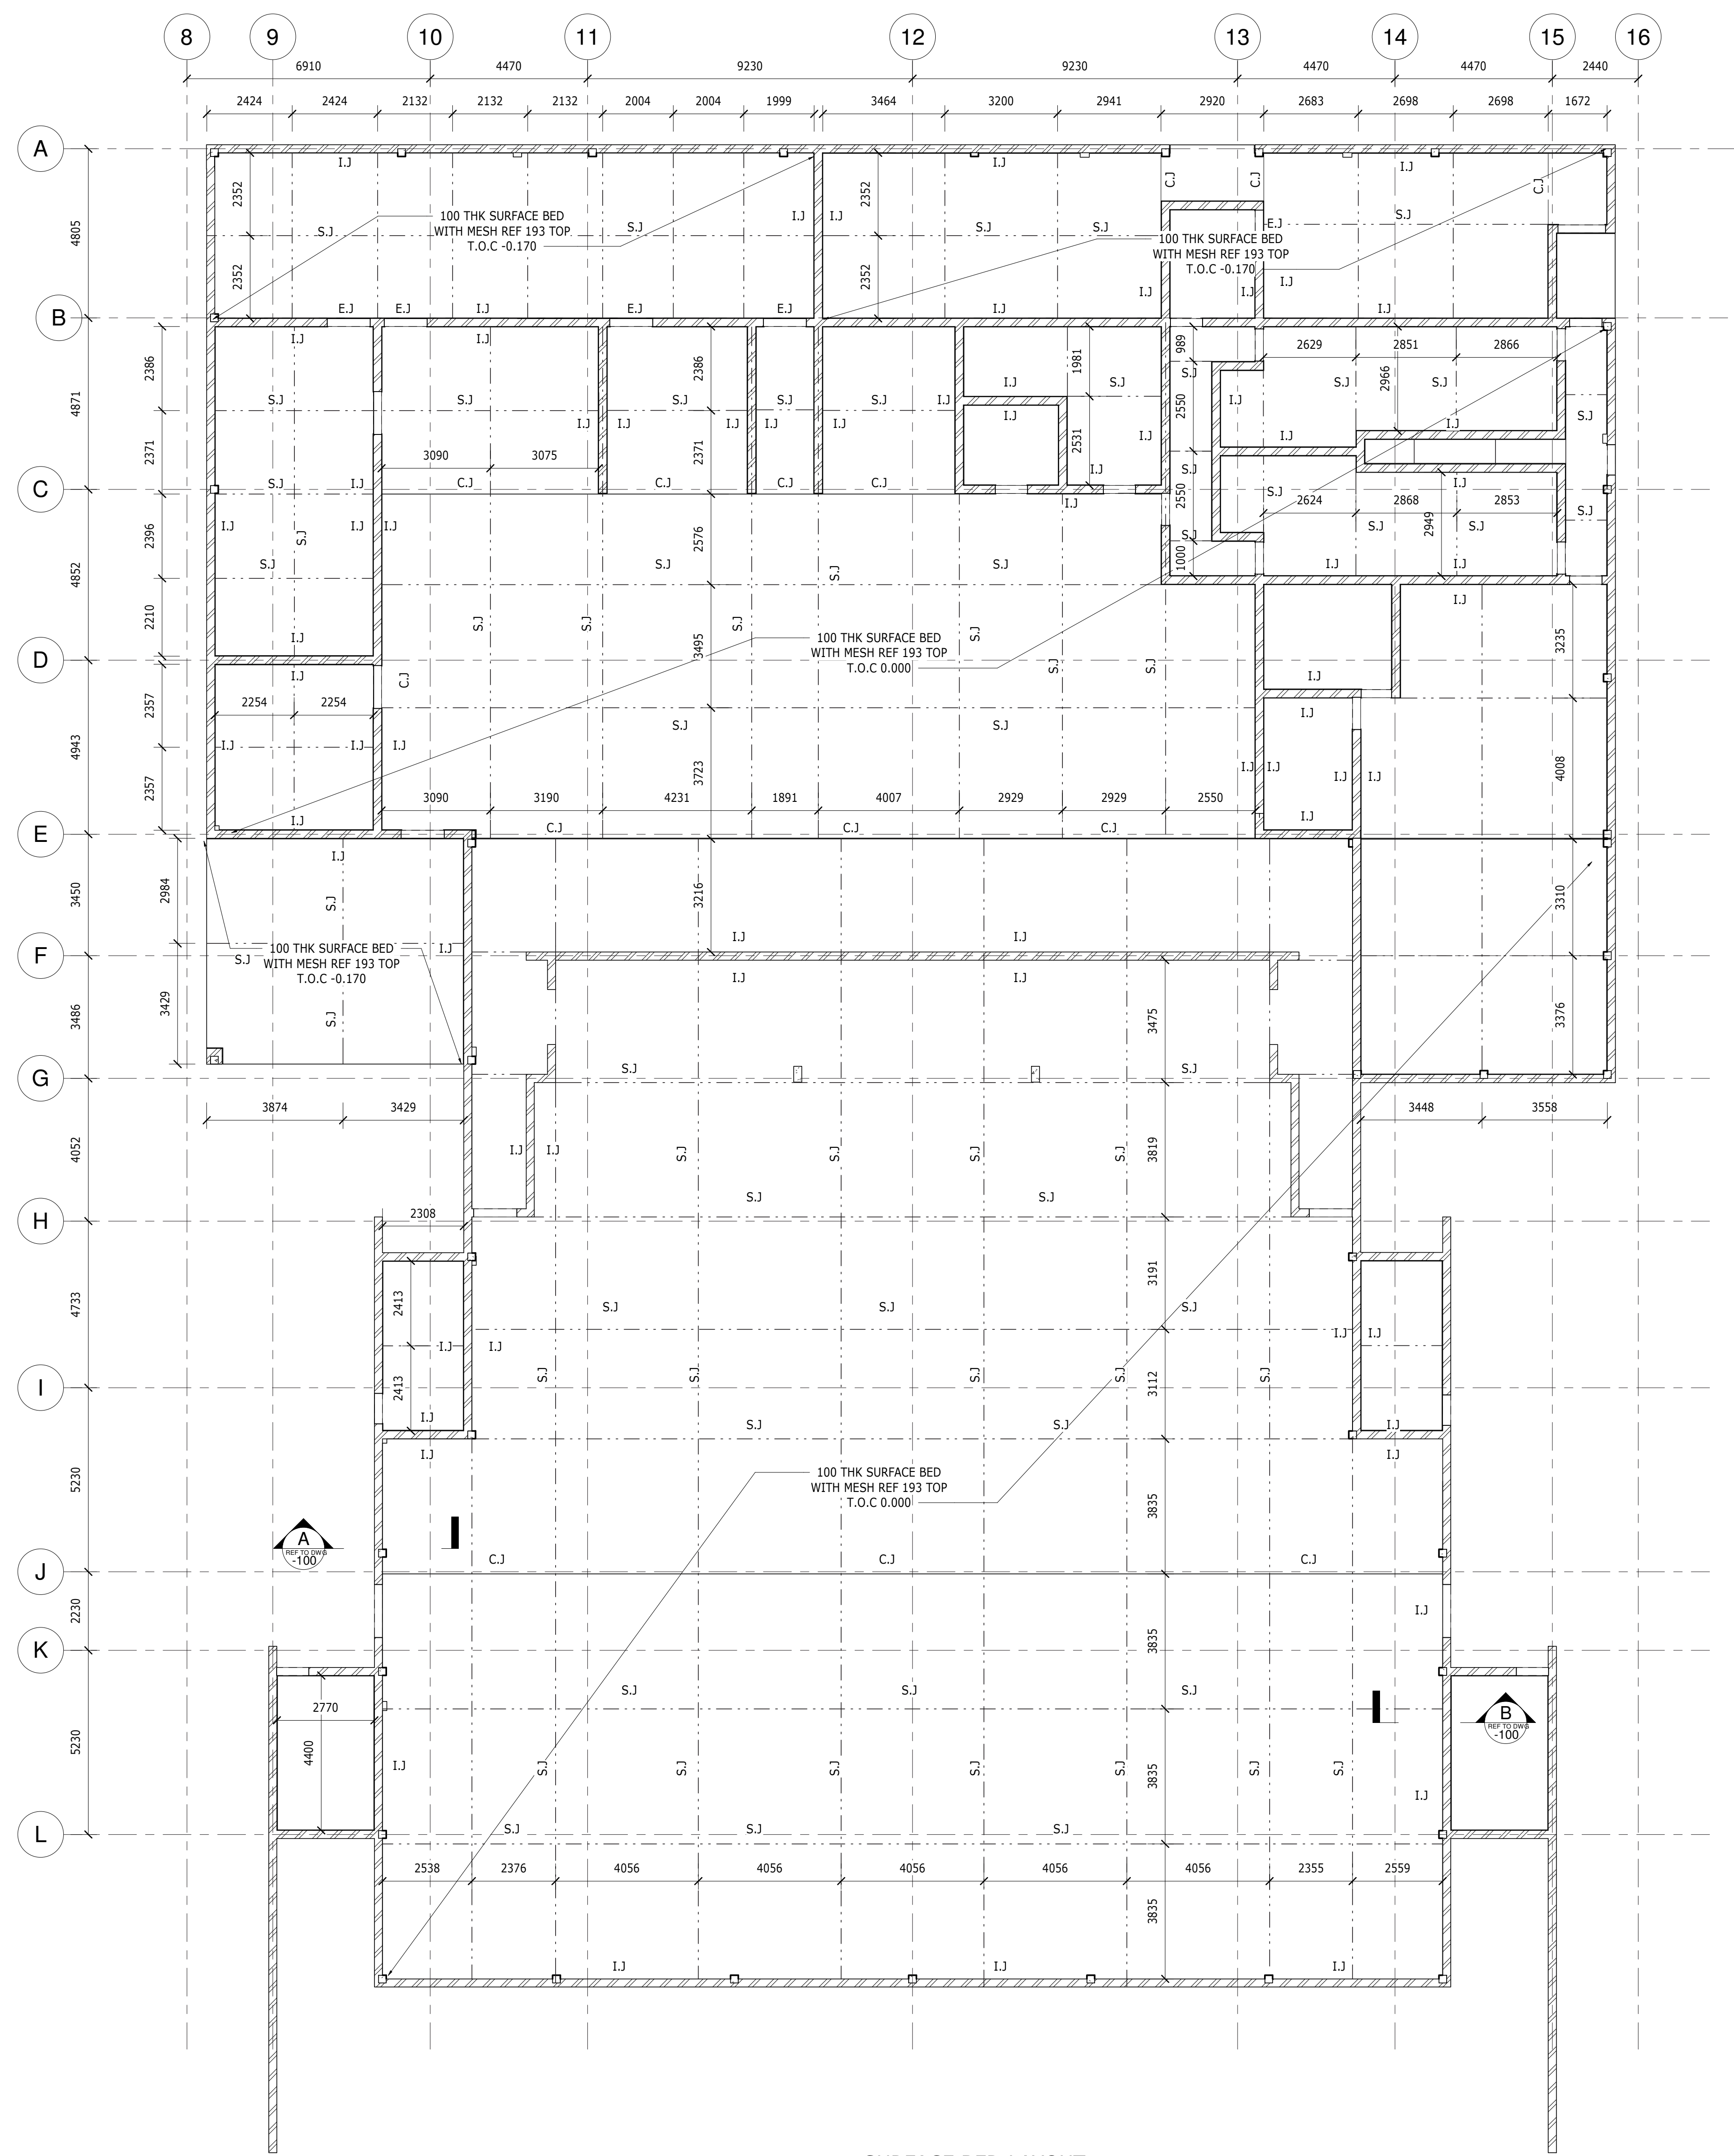 8 9 10 11 12 13 14 15 16
6910 4470 9230 9230 4470 4470 2440
2424 2424 2132 2132 2132 2004 2004 1999 3464 3200 2941 2920 2683 2698 2698 1672
A
I.J I.J I.J
C.J C.J C.J
4805
2352 2352
100 THK SURFACE BED
WITH MESH REF 193 TOP
T.O.C -0.170
S.J S.J I.J I.J S.J S.J E.J S.J
100 THK SURFACE BED
WITH MESH REF 193 TOP
T.O.C -0.170
2352 2352
I.J I.J I.J
E.J E.J I.J E.J E.J I.J I.J
B
I.J I.J
4871
2386 2386 1981 989
2629 2851 2866
2966
I.J S.J S.J S.J S.J
S.J S.J S.J S.J S.J I.J 2550 I.J
I.J S.J
I.J I.J I.J I.J I.J I.J I.J I.J
2371 2371 2531
3090 3075
I.J S.J
C
S.J I.J C.J C.J C.J C.J
I.J I.J
S.J 2624 2868 2853
2550 2949
I.J I.J I.J S.J S.J S.J
2396 S.J 2576
4852
S.J S.J S.J S.J 1000 S.J I.J I.J
2210
I.J
S.J S.J S.J S.J
3495 3235
D
I.J
100 THK SURFACE BED
WITH MESH REF 193 TOP
T.O.C 0.000
C.J S.J S.J I.J
2357 2254 2254
I.J
4943
I.J I.J I.J S.J S.J
I.J I.J I.J I.J
4008
2357 3723
3090 3190 4231 1891 4007 2929 2929 2550
I.J C.J C.J C.J I.J
E
I.J
3450
2984 S.J 3216 3310
100 THK SURFACE BED
WITH MESH REF 193 TOP
T.O.C -0.170
I.J S.J I.J I.J
F
I.J I.J
3486
3429 S.J 3475 3376
S.J S.J
G
3874 3429 3448 3558
4052
I.J I.J S.J S.J S.J S.J 3819
S.J S.J
H
2308
4733
2413 3191
S.J S.J S.J
I.J I.J I.J I.J
I
2413 S.J S.J S.J S.J 3112 S.J
I.J S.J S.J I.J
I.J I.J
5230
100 THK SURFACE BED
WITH MESH REF 193 TOP
T.O.C 0.000
3835
A
REF TO DWG
-100
C.J C.J C.J
J
2230
I.J
3835
K
S.J S.J S.J
2770
B
REF TO DWG
-100
5230
4400
I.J S.J S.J S.J S.J S.J 3835 S.J S.J
I.J
S.J S.J S.J
L
2538 2376 4056 4056 4056 4056 4056 2355 2559
3835
I.J I.J I.J